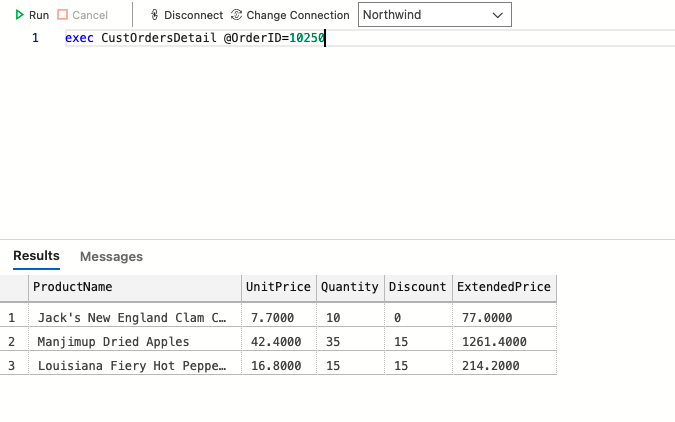 Run Cancel Disconnect Change Connection Northwind
1 exec CustOrdersDetail @OrderID=10250
Results Messages
ProductName UnitPrice Quantity Discount ExtendedPrice
1 Jack's New England Clam C… 7.7000 10 0 77.0000
2 Manjimup Dried Apples 42.4000 35 15 1261.4000
3 Louisiana Fiery Hot Peppe… 16.8000 15 15 214.2000